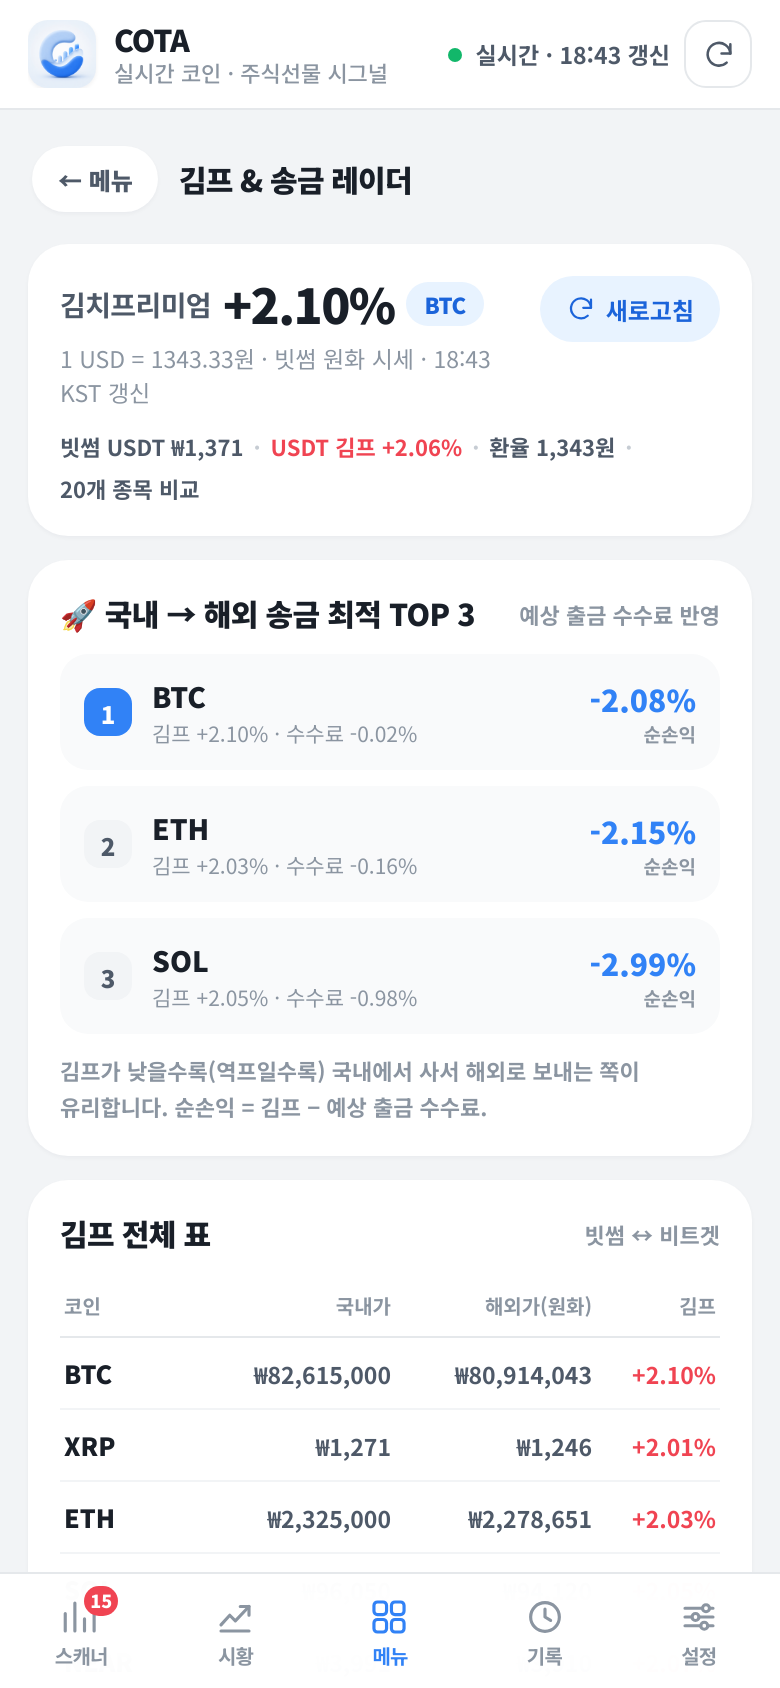 COTA
실시간 코인 · 주식선물 시그널
실시간 · 18:43 갱신
← 메뉴
김프 & 송금 레이더
김치프리미엄 +2.10% BTC
새로고침
1 USD = 1343.33원 · 빗썸 원화 시세 · 18:43
KST 갱신
빗썸 USDT ₩1,371 · USDT 김프 +2.06% · 환율 1,343원 ·
20개 종목 비교
🚀 국내 → 해외 송금 최적 TOP 3
예상 출금 수수료 반영
1
BTC
김프 +2.10% · 수수료 -0.02%
-2.08%
순손익
2
ETH
김프 +2.03% · 수수료 -0.16%
-2.15%
순손익
3
SOL
김프 +2.05% · 수수료 -0.98%
-2.99%
순손익
김프가 낮을수록(역프일수록) 국내에서 사서 해외로 보내는 쪽이
유리합니다. 순손익 = 김프 − 예상 출금 수수료.
김프 전체 표
빗썸 ↔ 비트겟
코인 국내가 해외가(원화) 김프
BTC ₩82,615,000 ₩80,914,043 +2.10%
XRP ₩1,271 ₩1,246 +2.01%
ETH ₩2,325,000 ₩2,278,651 +2.03%
15
스캐너 시황 메뉴 기록 설정